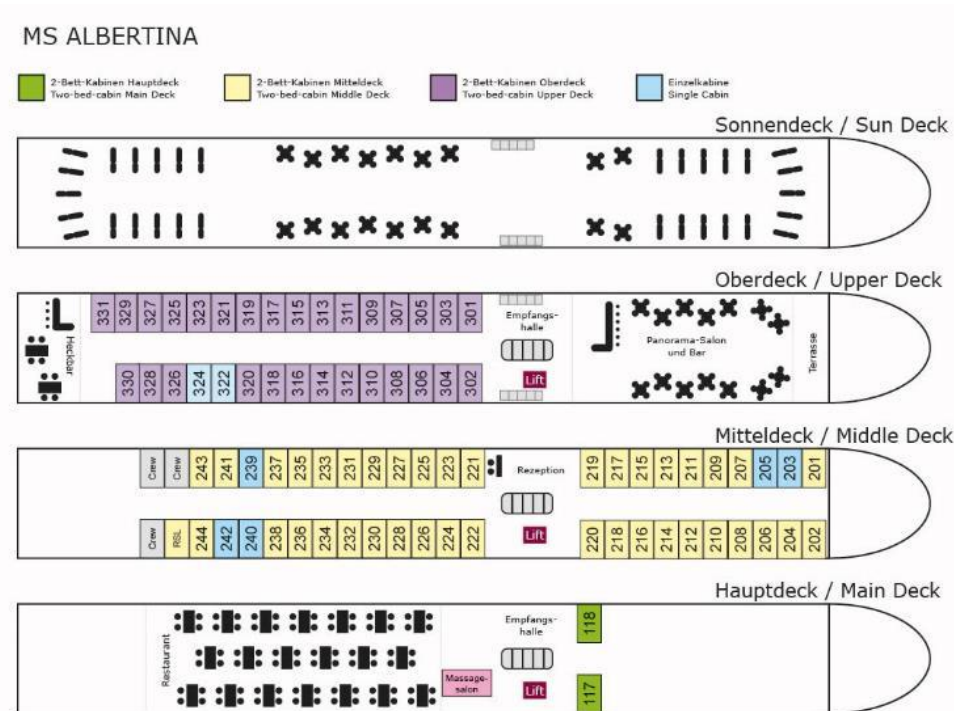 MS ALBERTINA
2-Bett-Kabinen Hauptdeck
Two-bed-cabin Main Deck
2-Bett-Kabinen Mitteldeck
Two-bed-cabin Middle Deck
2-Bett-Kabinen Oberdeck
Two-bed-cabin Upper Deck
Einzelkabine
Single Cabin
Sonnendeck / Sun Deck
Oberdeck / Upper Deck
331 329 327 325 323 321 319 317 315 313 311 309 307 305 303 301
Heckbar
Empfangs-
halle
Lift
Panorama-Salon
und Bar
Terrasse
330 328 326 324 322 320 318 316 314 312 310 308 306 304 302
Mitteldeck / Middle Deck
Crew Crew 243 241 239 237 235 233 231 229 227 225 223 221
Rezeption
219 217 215 213 211 209 207 205 203 201
Crew RSL 244 242 240 238 236 234 232 230 228 226 224 222
Lift
220 218 216 214 212 210 208 206 204 202
Hauptdeck / Main Deck
Restaurant
Empfangs-
halle
118
Massage-
salon
Lift
117